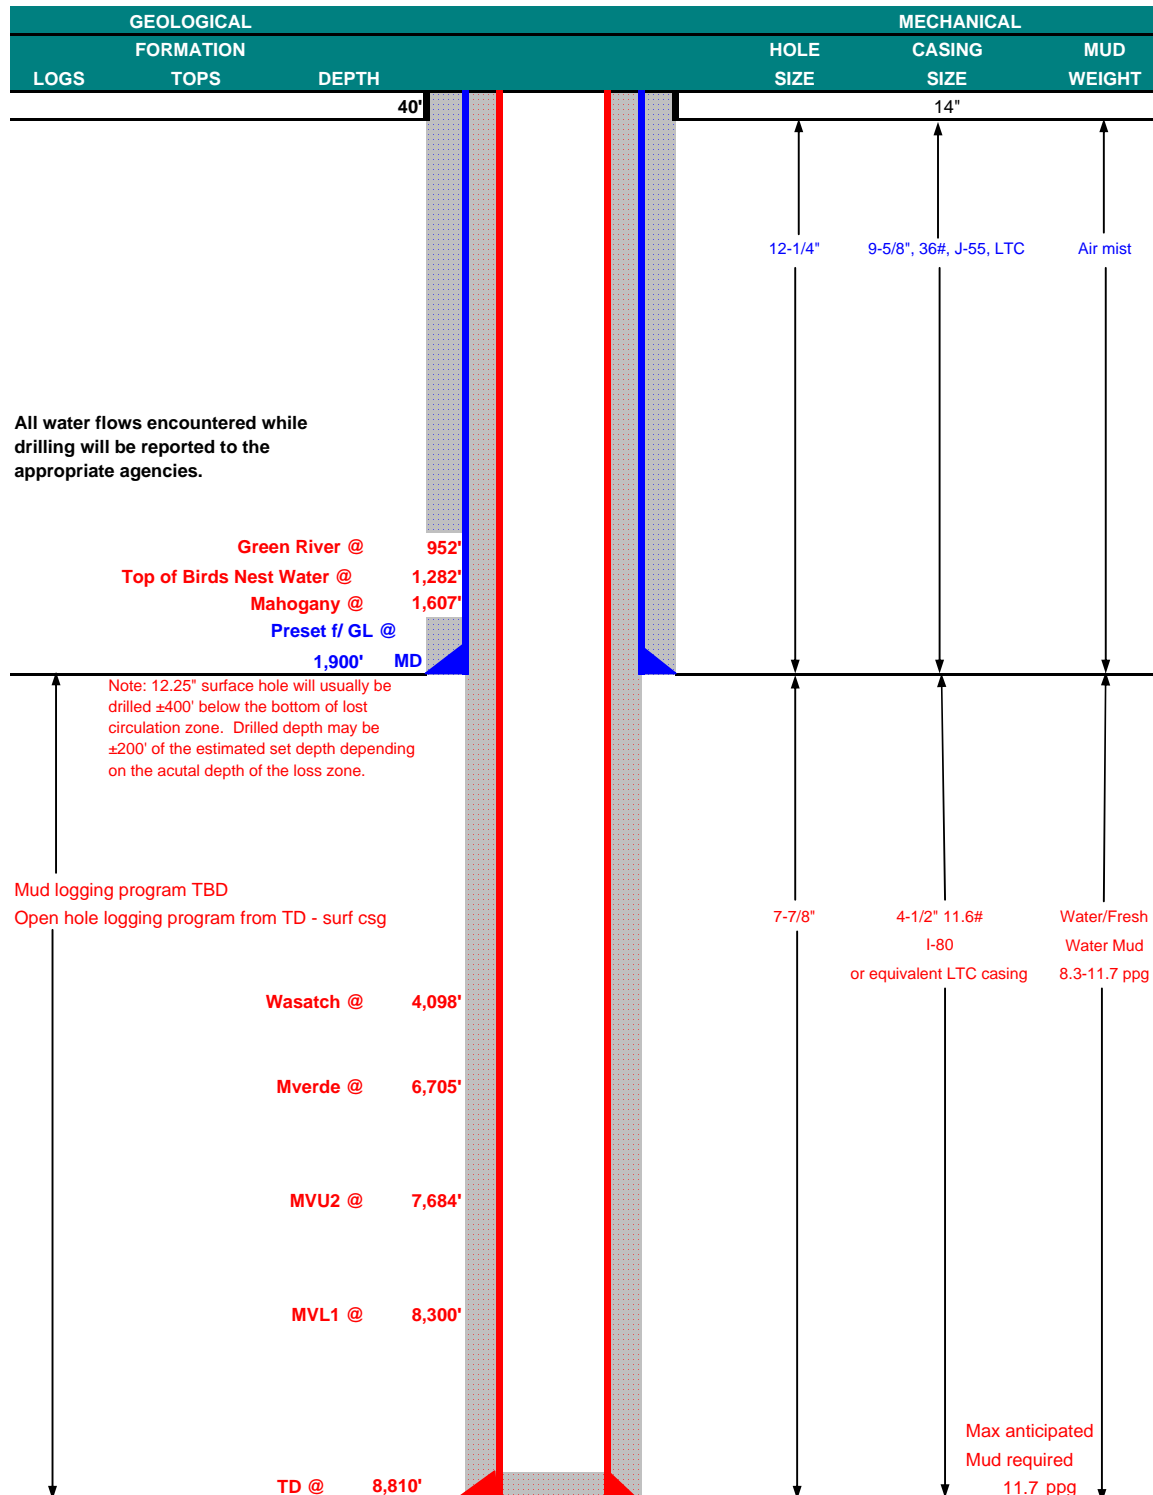 GEOLOGICAL MECHANICAL
FORMATION HOLE CASING MUD
LOGS TOPS DEPTH SIZE SIZE WEIGHT
40' 14"
12-1/4" 9-5/8", 36#, J-55, LTC Air mist
All water flows encountered while
drilling will be reported to the
appropriate agencies.
Green River @ 952'
Top of Birds Nest Water @ 1,282'
Mahogany @ 1,607'
Preset f/ GL @
1,900' MD
Note: 12.25" surface hole will usually be
drilled ±400' below the bottom of lost
circulation zone. Drilled depth may be
±200' of the estimated set depth depending
on the acutal depth of the loss zone.
Mud logging program TBD
Open hole logging program from TD - surf csg
7-7/8" 4-1/2" 11.6# Water/Fresh
I-80 Water Mud
or equivalent LTC casing 8.3-11.7 ppg
Wasatch @ 4,098'
Mverde @ 6,705'
MVU2 @ 7,684'
MVL1 @ 8,300'
Max anticipated
Mud required
TD @ 8,810' 11.7 ppg